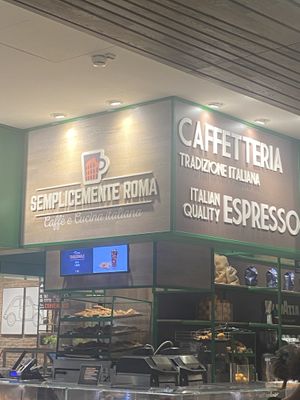 SEMPLICEMENTE ROMA
Caffè e Cucina italiana
CAFFETTERIA
TRADIZIONE ITALIANA
ITALIAN
QUALITY
ESPRESSO